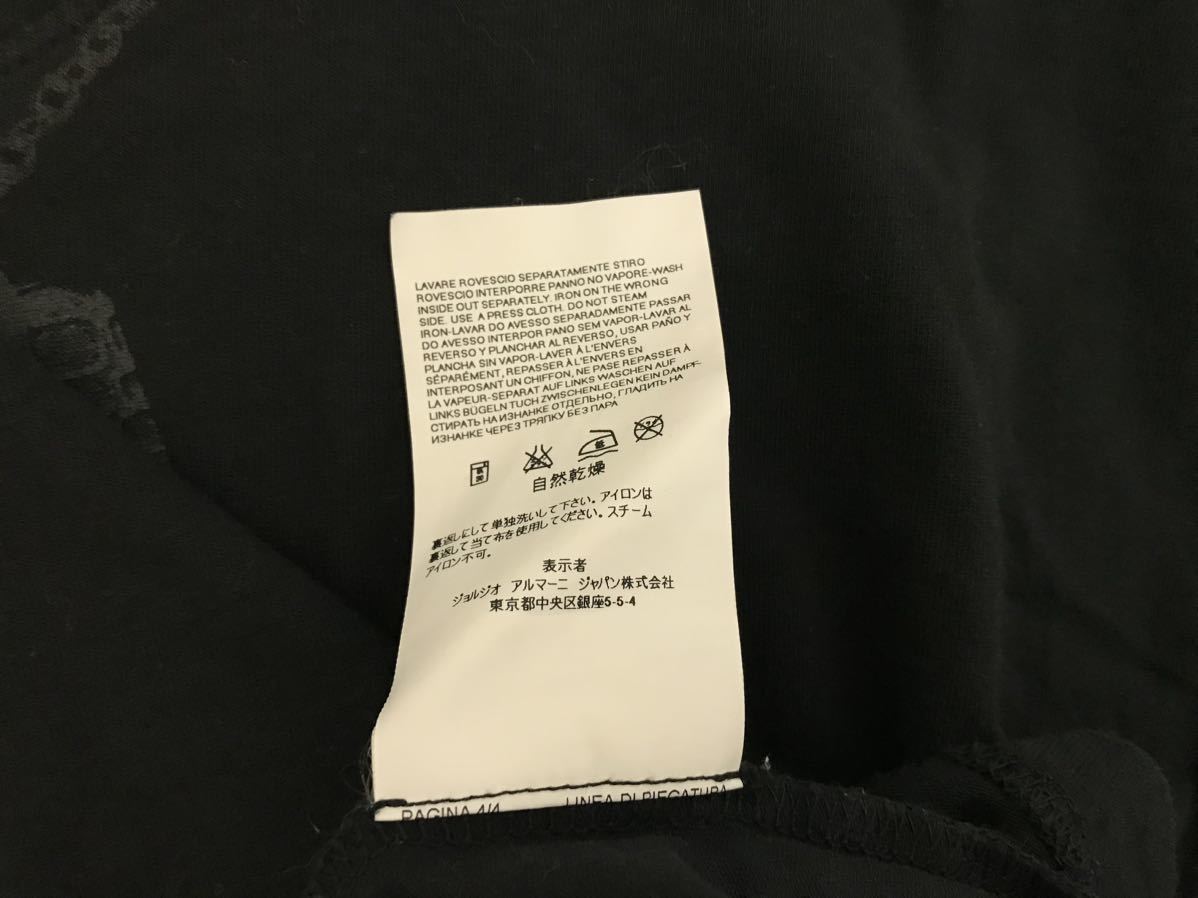 LAVARE ROVESCIO SEPARATAMENTE STIRO
ROVESCIO INTERPORRE PANNO NO VAPORE-WASH
INSIDE OUT SEPARATELY. IRON ON THE WRONG
SIDE. USE A PRESS CLOTH. DO NOT STEAM
IRON-LAVAR DO AVESSO SEPARADAMENTE PASSAR
DO AVESSO INTERPOR PANO SEM VAPOR-LAVAR AL
REVERSO Y PLANCHAR AL REVERSO, USAR PAÑO Y
PLANCHA SIN VAPOR-LAVER À L'ENVERS
SÉPARÉMENT, REPASSER À L'ENVERS EN
INTERPOSANT UN CHIFFON, NE PASE REPASSER À
LA VAPEUR-SEPARAT AUF LINKS WASCHEN AUF
LINKS BÜGELN TUCH ZWISCHENLEGEN KEIN DAMPF-
СТИРАТЬ НА ИЗНАНКЕ ОТДЕЛЬНО, ГЛАДИТЬ НА
ИЗНАНКЕ ЧЕРЕЗ ТРЯПКУ БЕЗ ПАРА
低
自然乾燥
裏返しにして単独洗いして下さい。アイロンは
裏返して当て布を使用してください。スチーム
アイロン不可。
表示者
ジョルジオ アルマーニ ジャパン株式会社
東京都中央区銀座5-5-4
PAGINA 4/4 LINEA DI PIEGATURA